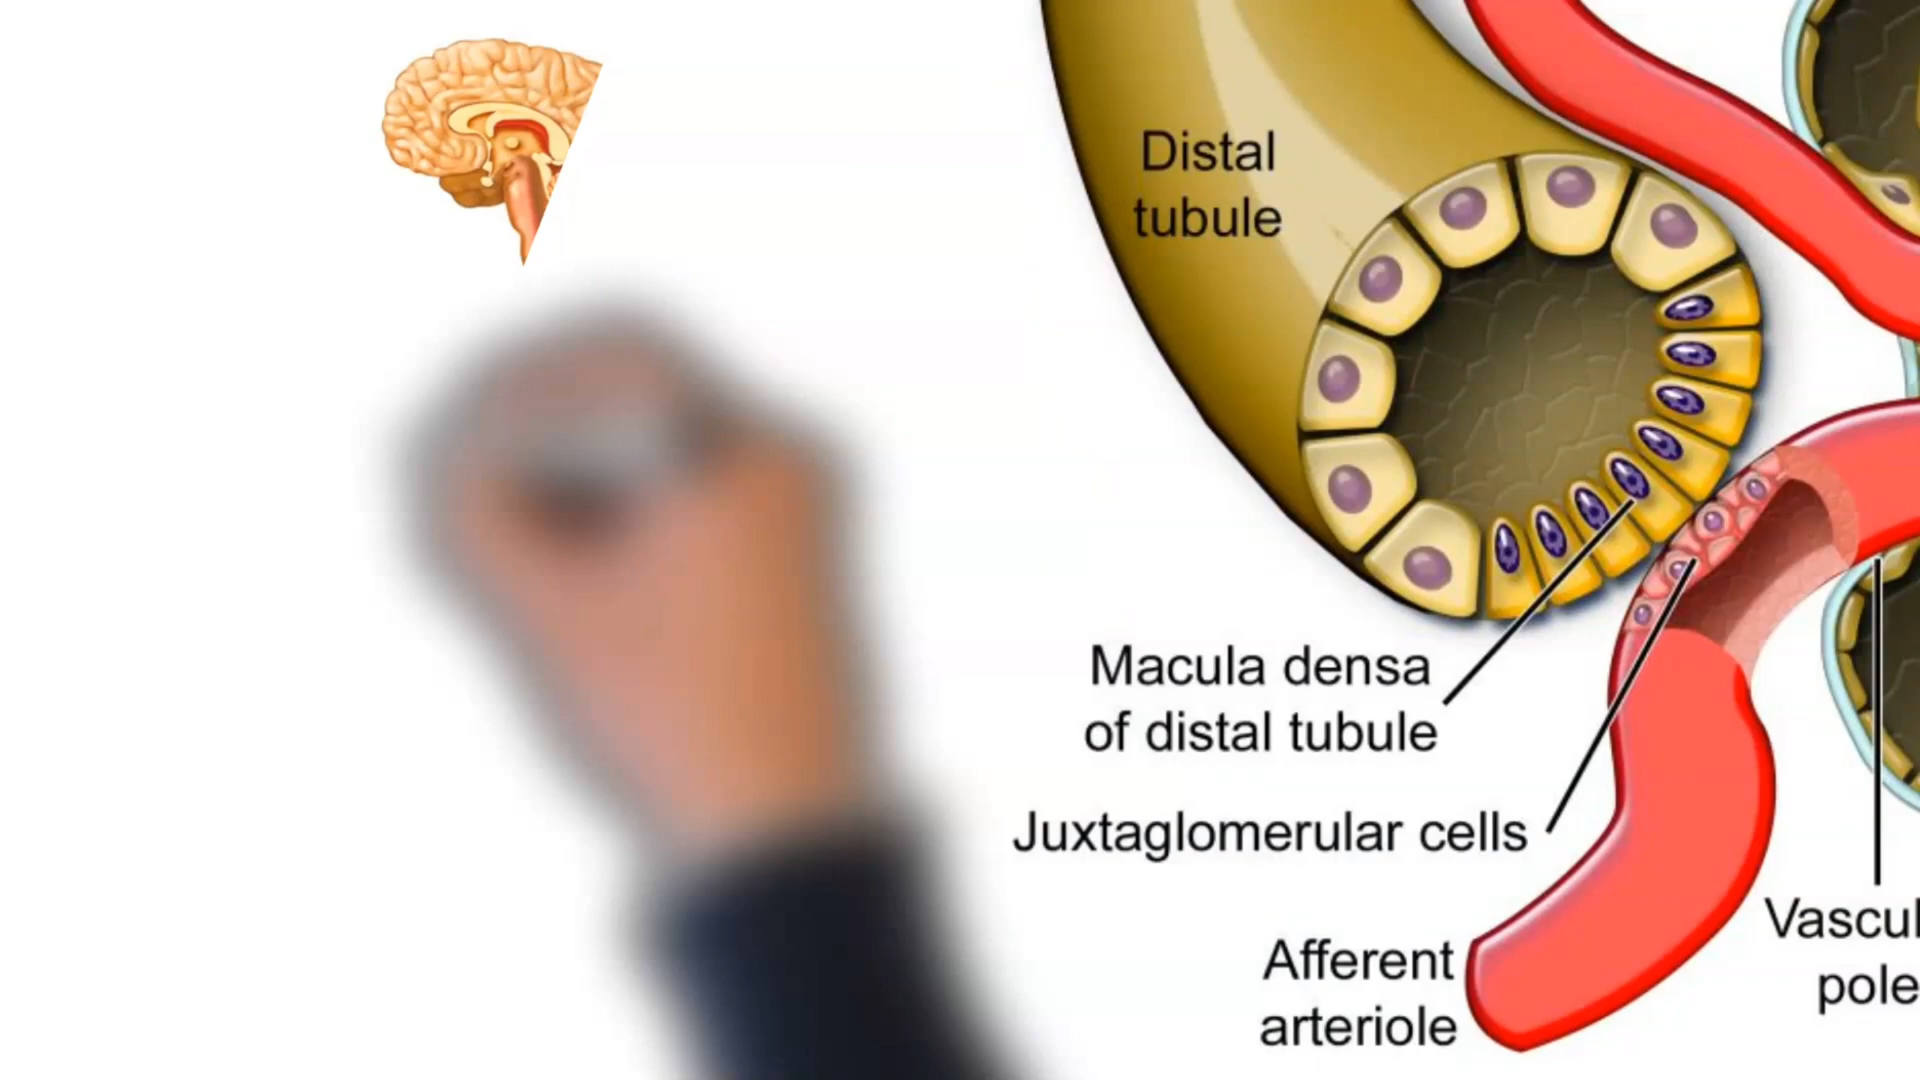 Distal
tubule
Macula densa
of distal tubule
Juxtaglomerular cells
Afferent
arteriole
Vascul
pole